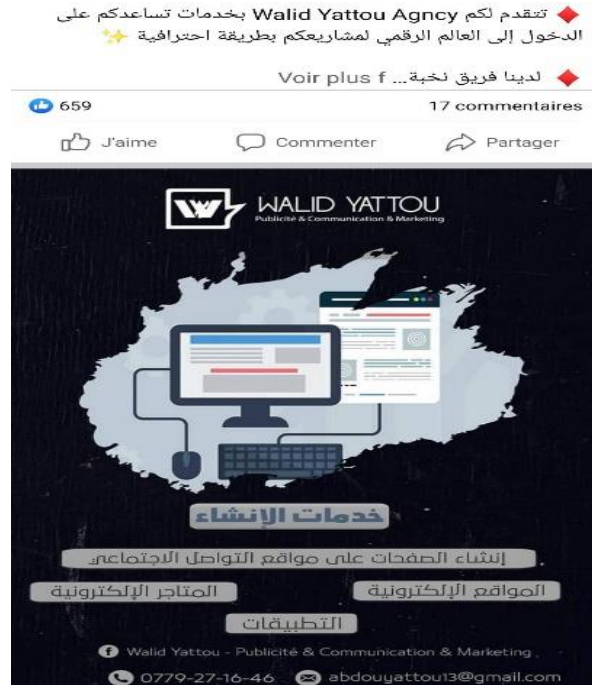 ♦️ تتقدم لكم Walid Yattou Agncy بخدمات تساعدكم على
الدخول إلى العالم الرقمي لمشاريعكم بطريقة احترافية ✨
♦️ لدينا فريق نخبة... Voir plus f
659
17 commentaires
J'aime
Commenter
Partager
WALID YATTOU
Publicité & Communication & Marketing
خدمات الإنشاء
إنشاء الصفحات على مواقع التواصل الاجتماعي
المواقع الإلكترونية
المتاجر الإلكترونية
التطبيقات
Walid Yattou - Publicité & Communication & Marketing
0779-27-16-46
abdouyattou13@gmail.com